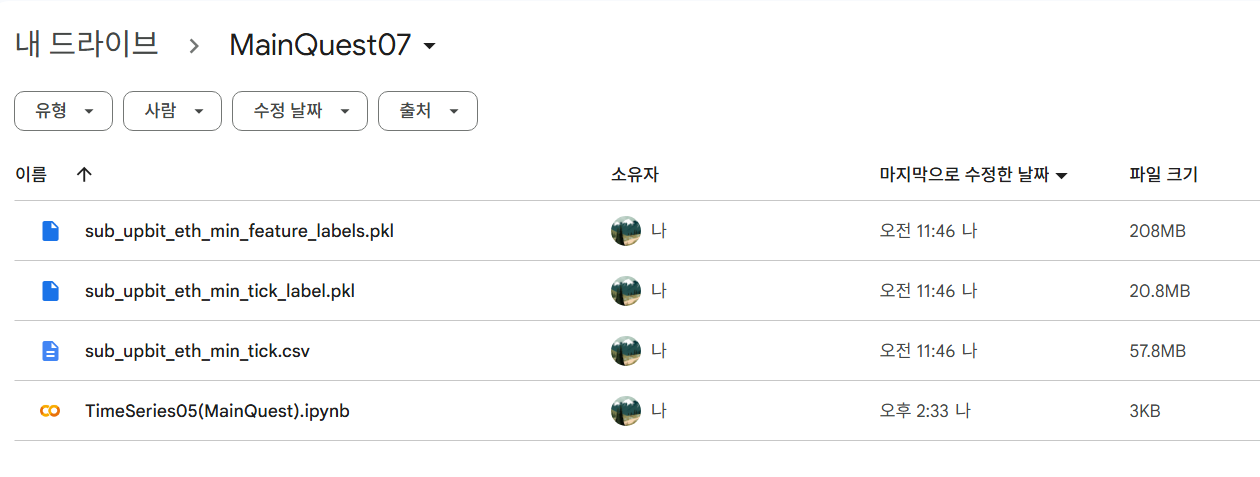 내 드라이브 > MainQuest07
유형 사람 수정 날짜 출처
이름 소유자 마지막으로 수정한 날짜 파일 크기
sub_upbit_eth_min_feature_labels.pkl 나 오전 11:46 나 208MB
sub_upbit_eth_min_tick_label.pkl 나 오전 11:46 나 20.8MB
sub_upbit_eth_min_tick.csv 나 오전 11:46 나 57.8MB
TimeSeries05(MainQuest).ipynb 나 오후 2:33 나 3KB